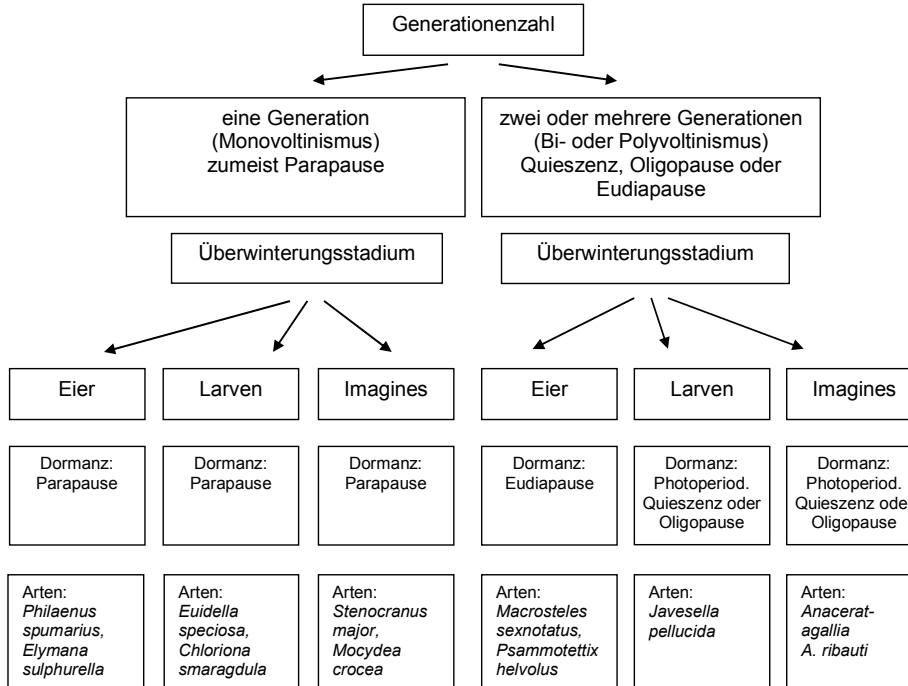 Generationenzahl
eine Generation
(Monovoltinismus)
zumeist Parapause
zwei oder mehrere Generationen
(Bi- oder Polyvoltinismus)
Quieszenz, Oligopause oder
Eudiapause
Überwinterungsstadium
Überwinterungsstadium
Eier
Larven
Imagines
Eier
Larven
Imagines
Dormanz:
Parapause
Dormanz:
Parapause
Dormanz:
Parapause
Dormanz:
Eudiapause
Dormanz:
Photoperiod.
Quieszenz oder
Oligopause
Dormanz:
Photoperiod.
Quieszenz oder
Oligopause
Arten:
Philaenus
spumarius,
Elymana
sulphurella
Arten:
Euidella
speciosa,
Chloriona
smaragdula
Arten:
Stenocranus
major,
Mocydea
crocea
Arten:
Macrosteles
sexnotatus,
Psammotettix
helvolus
Arten:
Javesella
pellucida
Arten:
Anacerat-
agallia
A. ribauti